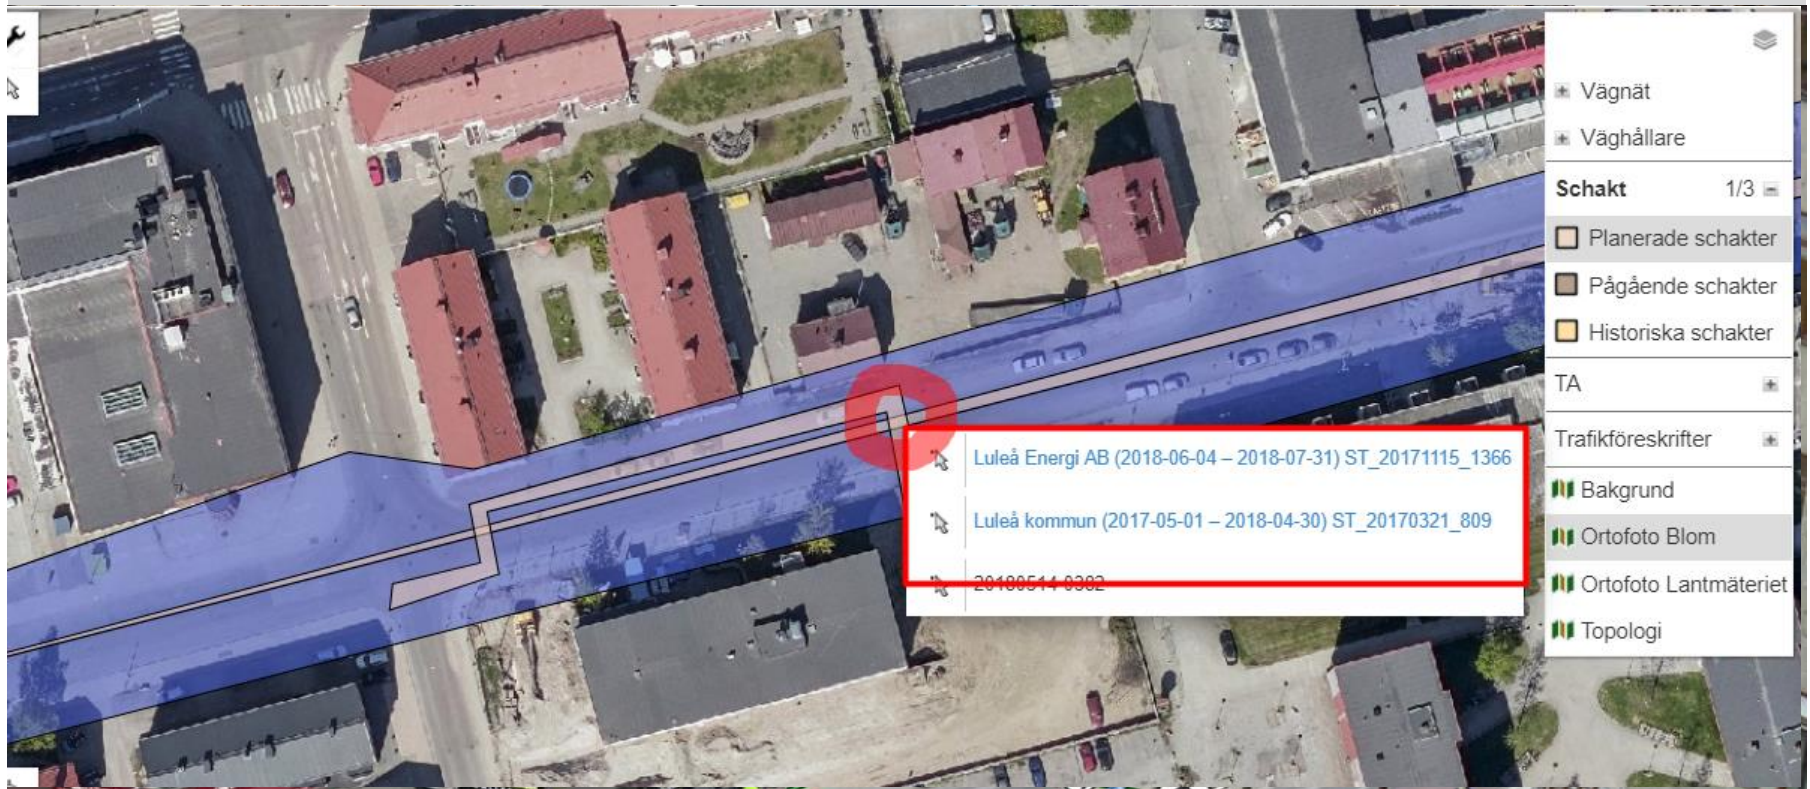 Vägnät
Väghållare
Schakt 1/3
Planerade schakter
Pågående schakter
Historiska schakter
TA
Trafikföreskrifter
Bakgrund
Ortofoto Blom
Ortofoto Lantmäteriet
Topologi
Luleå Energi AB (2018-06-04 – 2018-07-31) ST_20171115_1366
Luleå kommun (2017-05-01 – 2018-04-30) ST_20170321_809
20180514-0382